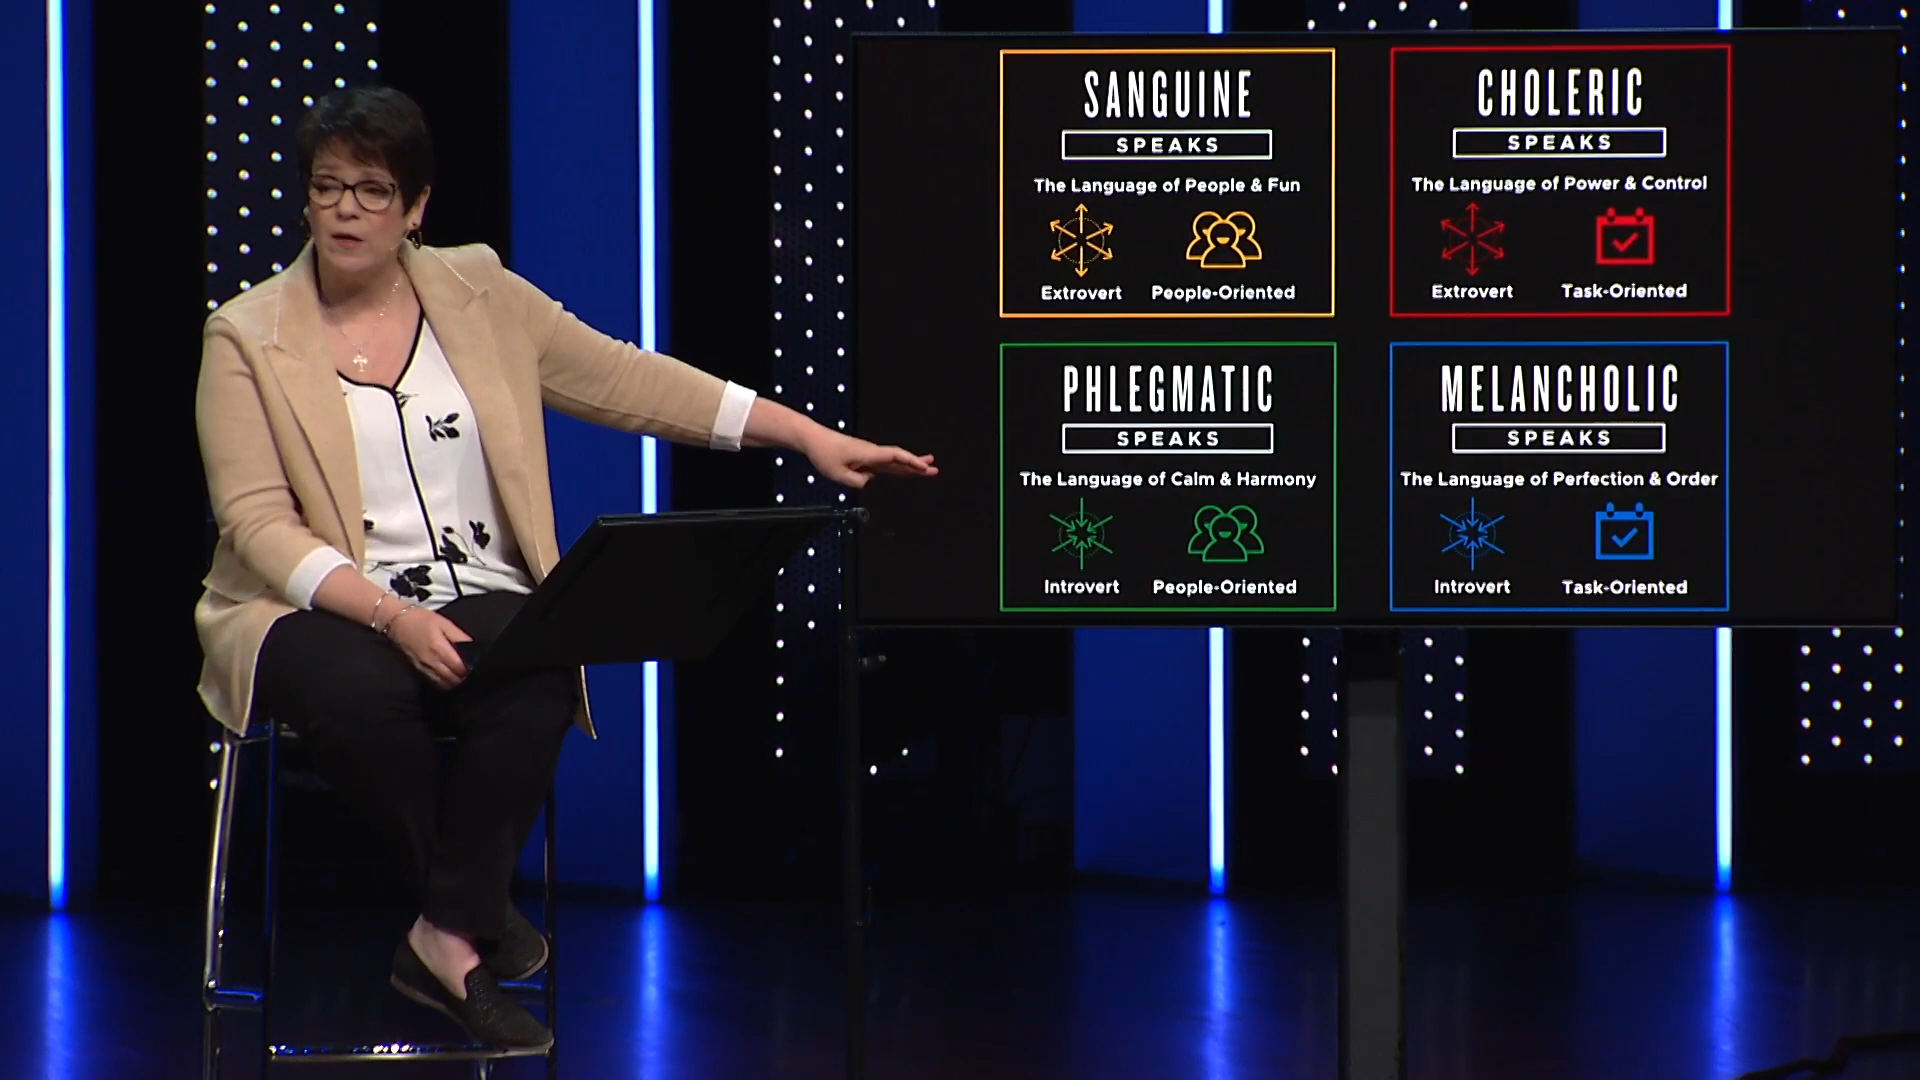 SANGUINE
SPEAKS
The Language of People & Fun
Extrovert
People-Oriented
CHOLERIC
SPEAKS
The Language of Power & Control
Extrovert
Task-Oriented
PHLEGMATIC
SPEAKS
The Language of Calm & Harmony
Introvert
People-Oriented
MELANCHOLIC
SPEAKS
The Language of Perfection & Order
Introvert
Task-Oriented